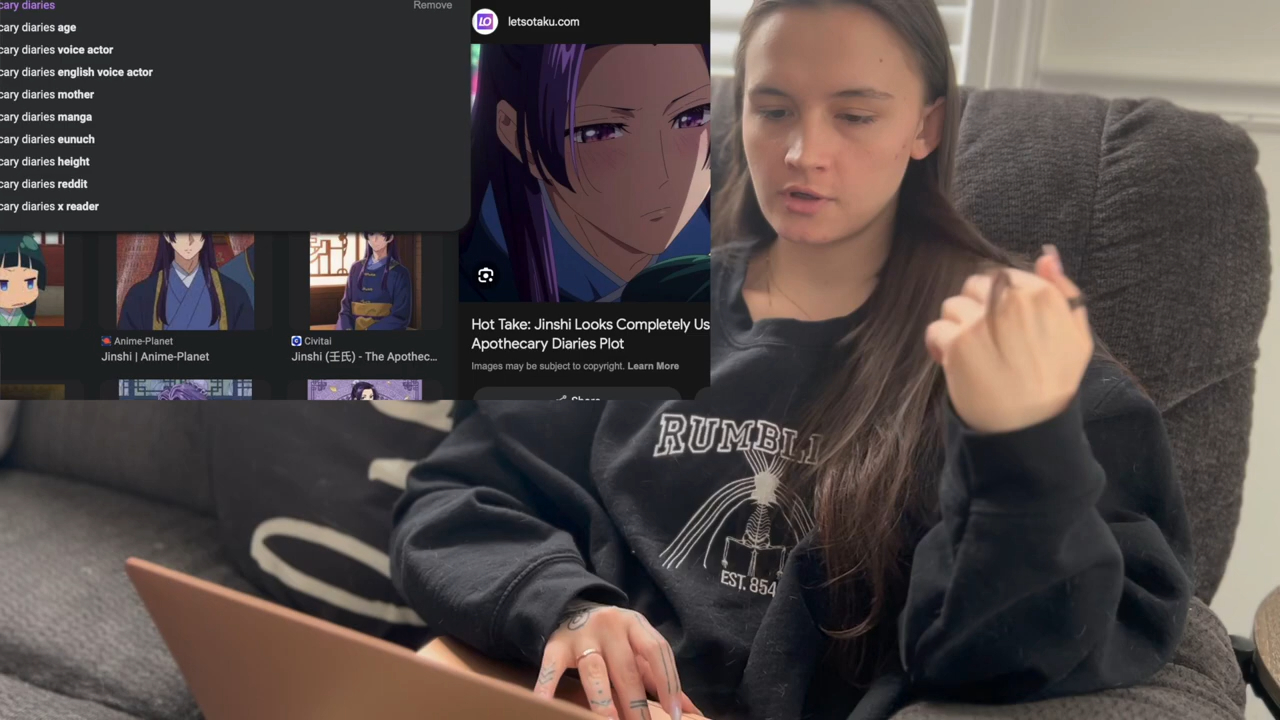 cary diaries
Remove
cary diaries age
cary diaries voice actor
cary diaries english voice actor
cary diaries mother
cary diaries manga
cary diaries eunuch
cary diaries height
cary diaries reddit
cary diaries x reader
LO letsotaku.com
Anime-Planet
Jinshi | Anime-Planet
Civitai
Jinshi (壬氏) - The Apothec...
Hot Take: Jinshi Looks Completely Us
Apothecary Diaries Plot
Images may be subject to copyright. Learn More
Share
RUMBLI
EST. 854